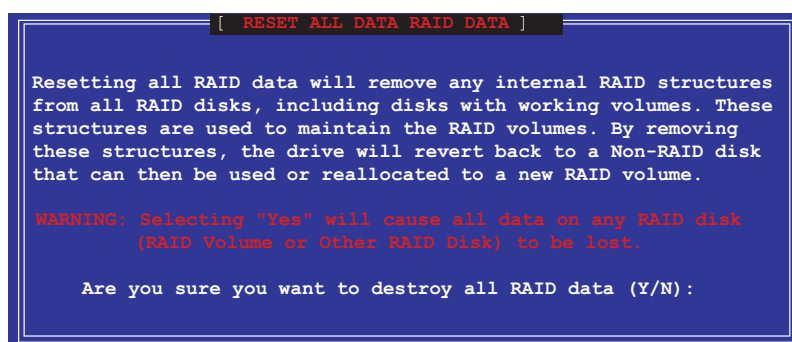 [ RESET ALL DATA RAID DATA ]
Resetting all RAID data will remove any internal RAID structures
from all RAID disks, including disks with working volumes. These
structures are used to maintain the RAID volumes. By removing
these structures, the drive will revert back to a Non-RAID disk
that can then be used or reallocated to a new RAID volume.
WARNING: Selecting "Yes" will cause all data on any RAID disk
(RAID Volume or Other RAID Disk) to be lost.
Are you sure you want to destroy all RAID data (Y/N):